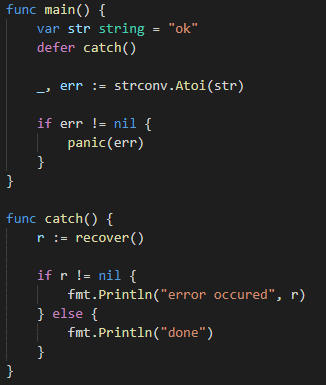 func main() {
    var str string = "ok"
    defer catch()

    _, err := strconv.Atoi(str)

    if err != nil {
        panic(err)
    }
}

func catch() {
    r := recover()

    if r != nil {
        fmt.Println("error occured", r)
    } else {
        fmt.Println("done")
    }
}